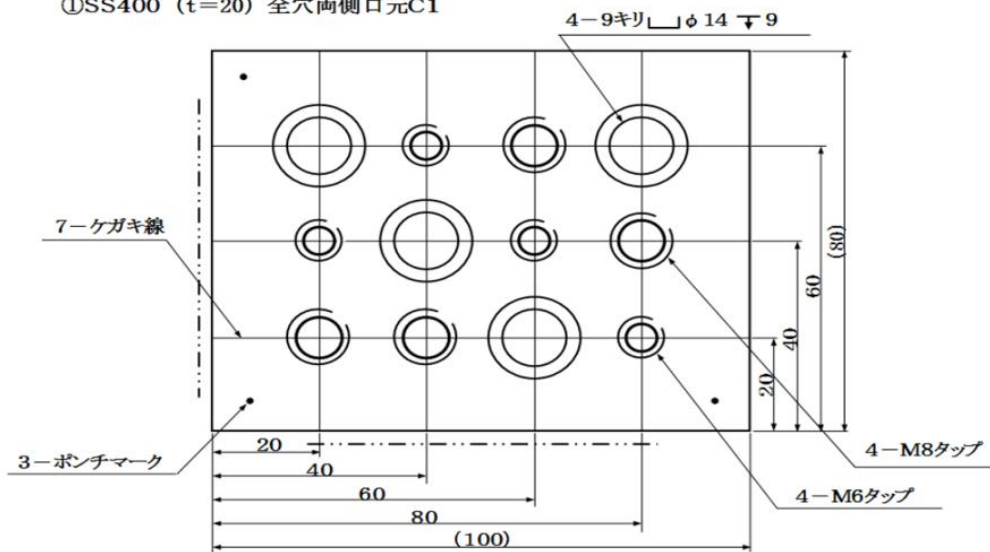 ①SS400（t=20）全穴両側口元C1
4－9キリ⌴φ14↧9
7－ケガキ線
(80)
60
40
20
20
40
60
80
(100)
3－ポンチマーク
4－M8タップ
4－M6タップ